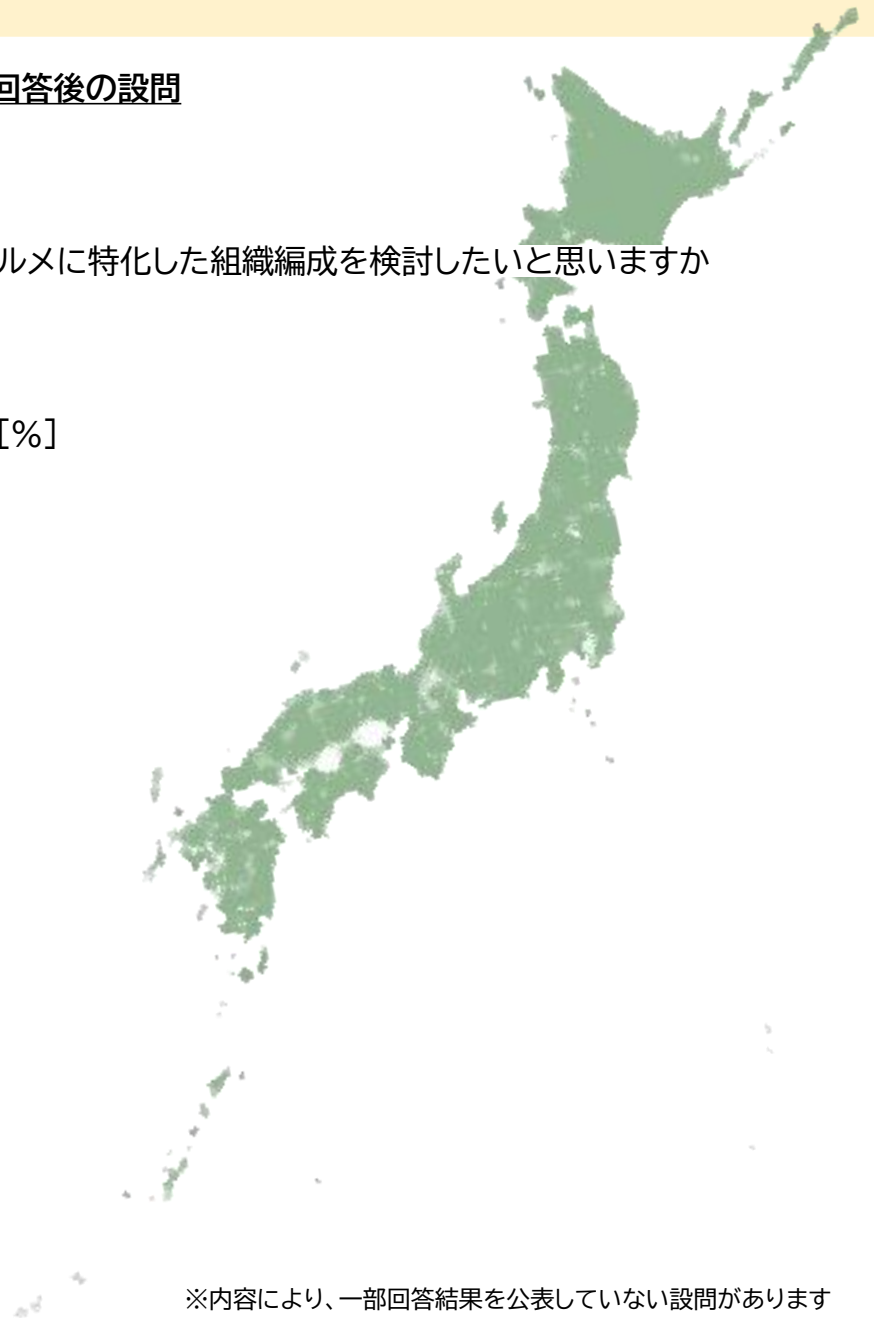 回答後の設問
ルメに特化した組織編成を検討したいと思いますか
[%]
※内容により、一部回答結果を公表していない設問があります